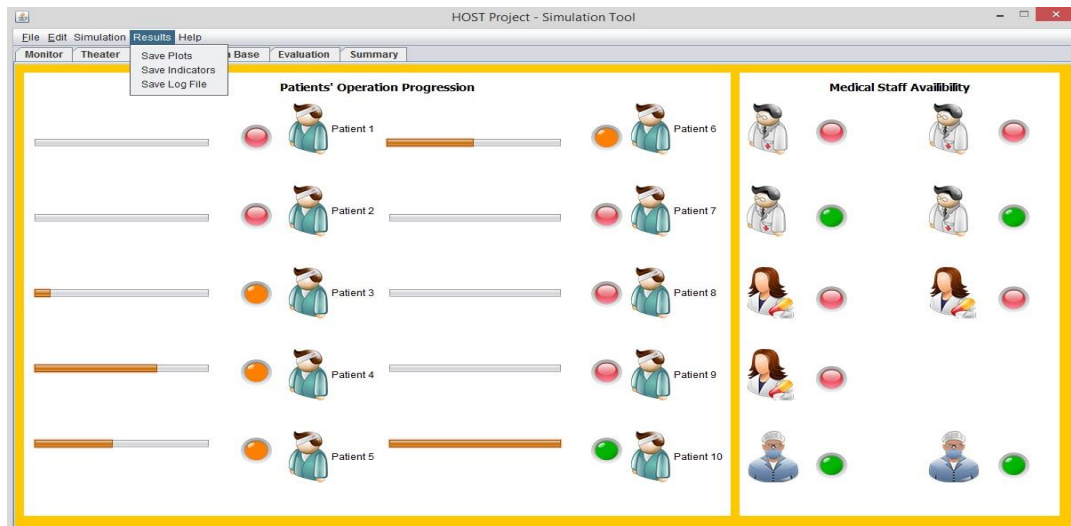 HOST Project - Simulation Tool
File Edit Simulation Results Help
Monitor Theater Base Evaluation Summary
Save Plots
Save Indicators
Save Log File
Patients' Operation Progression
Medical Staff Availibility
Patient 1
Patient 6
Patient 2
Patient 7
Patient 3
Patient 8
Patient 4
Patient 9
Patient 5
Patient 10